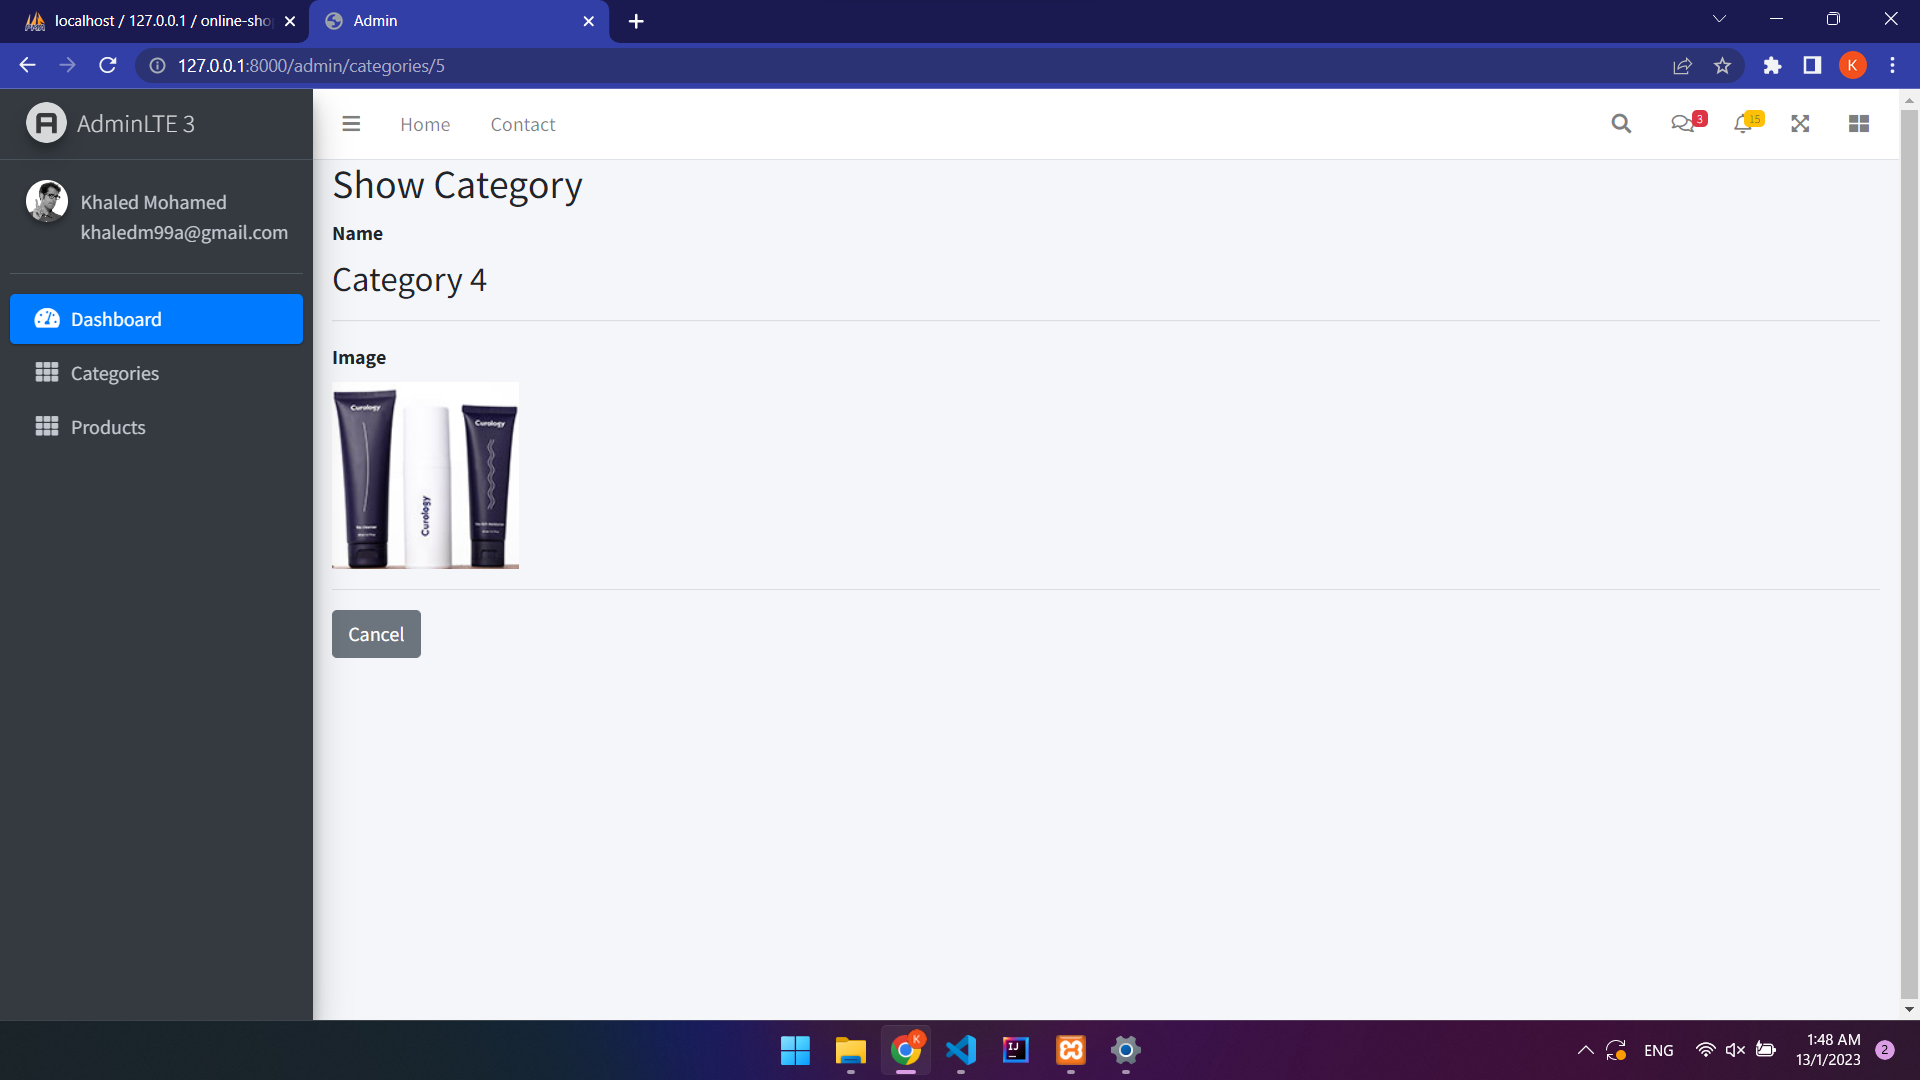 localhost / 127.0.0.1 / online-sho
Admin
127.0.0.1:8000/admin/categories/5
K
AdminLTE 3
Home
Contact
3
15
Khaled Mohamed
khaledm99a@gmail.com
Dashboard
Categories
Products
Show Category
Name
Category 4
Image
Curology
Curology
Curology
Cancel
K
IJ
ENG
1:48 AM
13/1/2023
2